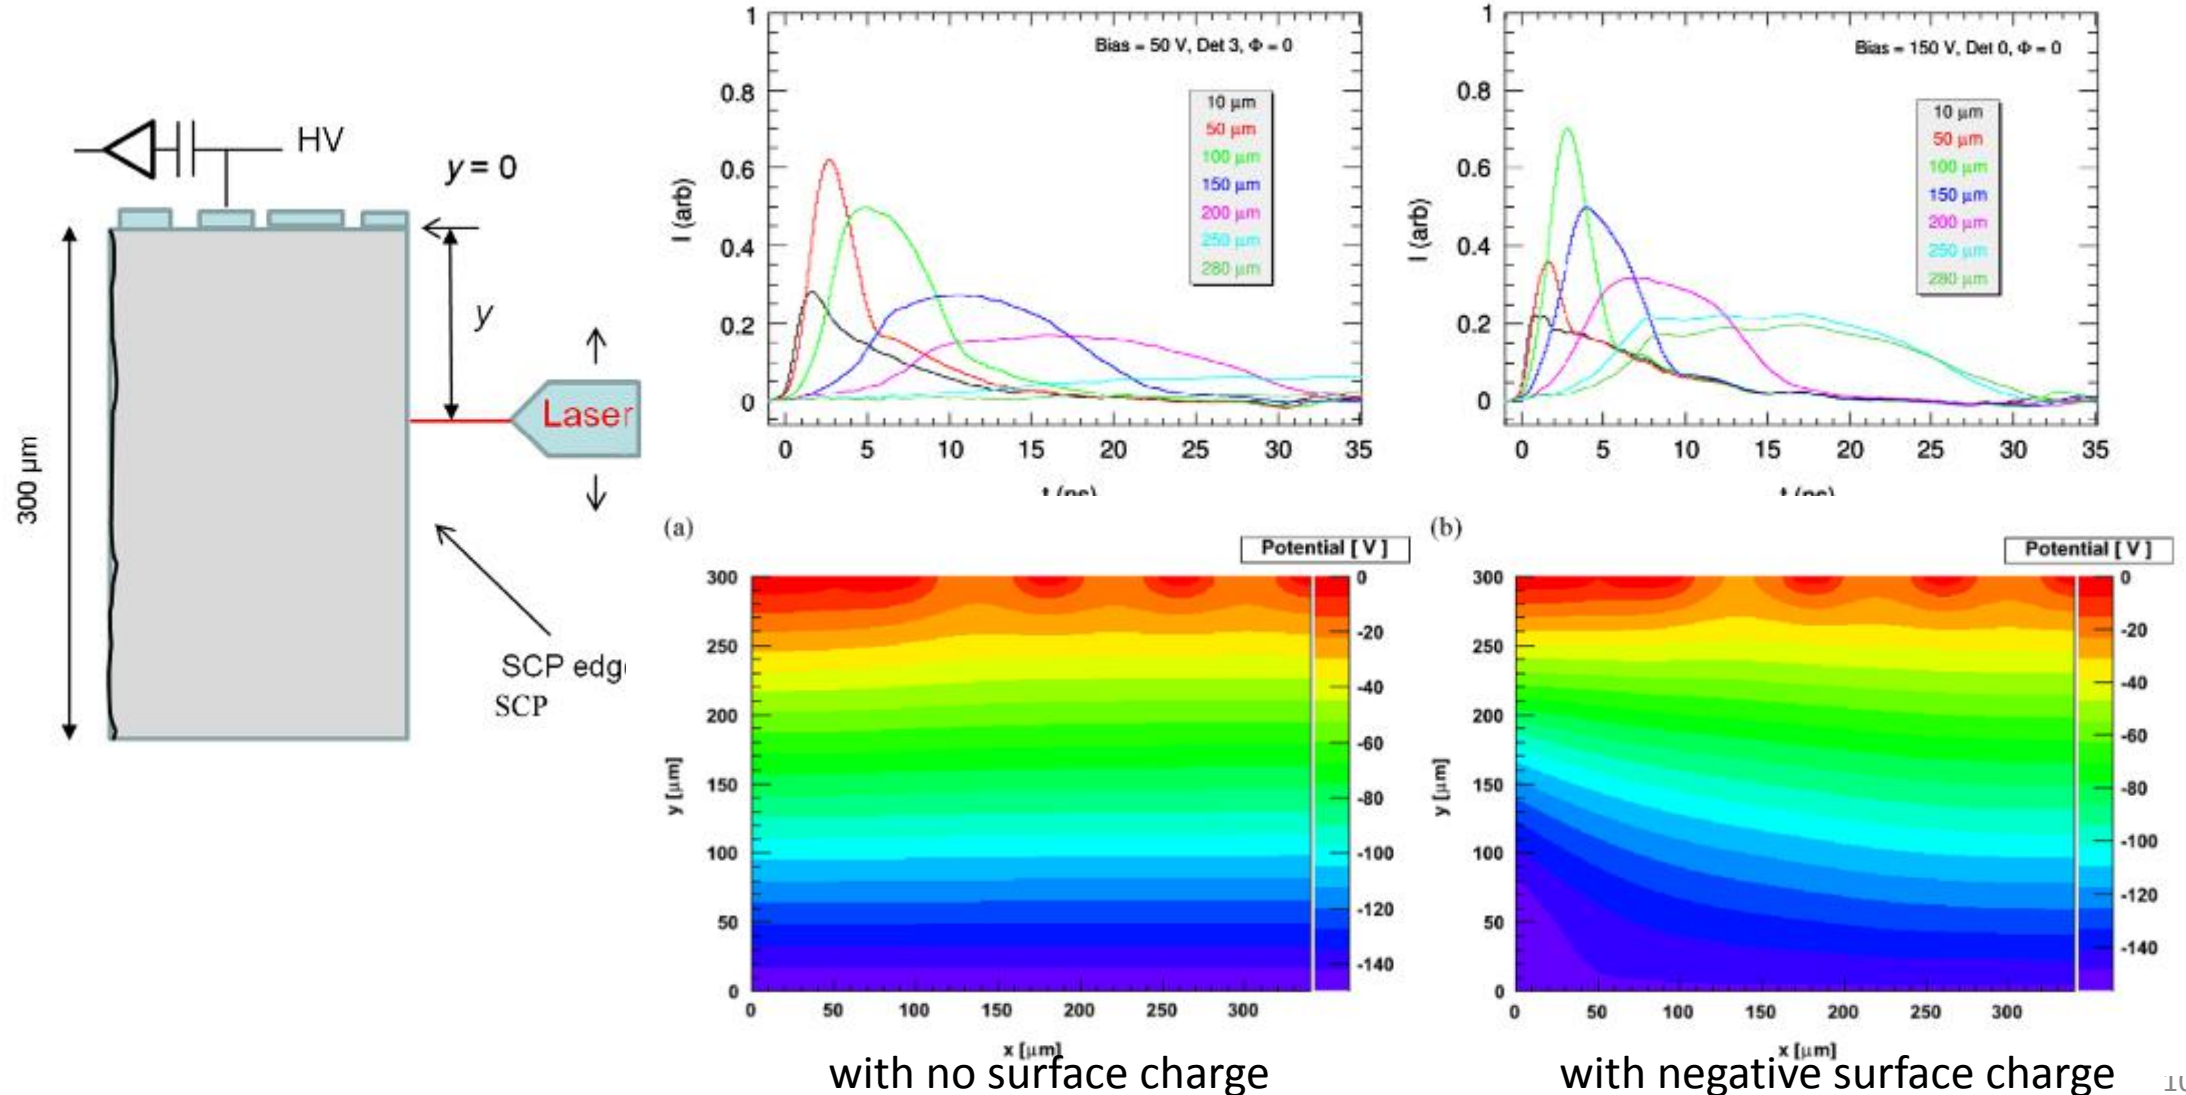 HV
y = 0
y
Laser
300 µm
SCP
1
0.8
0.6
0.4
0.2
0
I (arb)
Bias = 50 V, Det 3, Φ = 0
10 µm
50 µm
100 µm
150 µm
200 µm
250 µm
280 µm
0 5 10 15 20 25 30 35
1
0.8
0.6
0.4
0.2
0
I (arb)
Bias = 150 V, Det 0, Φ = 0
10 µm
50 µm
100 µm
150 µm
200 µm
250 µm
280 µm
0 5 10 15 20 25 30 35
(a)
Potential [ V ]
300
250
200
150
100
50
0
y [µm]
0
-20
-40
-60
-80
-100
-120
-140
0 50 100 150 200 250 300
x [µm]
with no surface charge
(b)
Potential [ V ]
300
250
200
150
100
50
0
y [µm]
0
-20
-40
-60
-80
-100
-120
-140
0 50 100 150 200 250 300
x [µm]
with negative surface charge